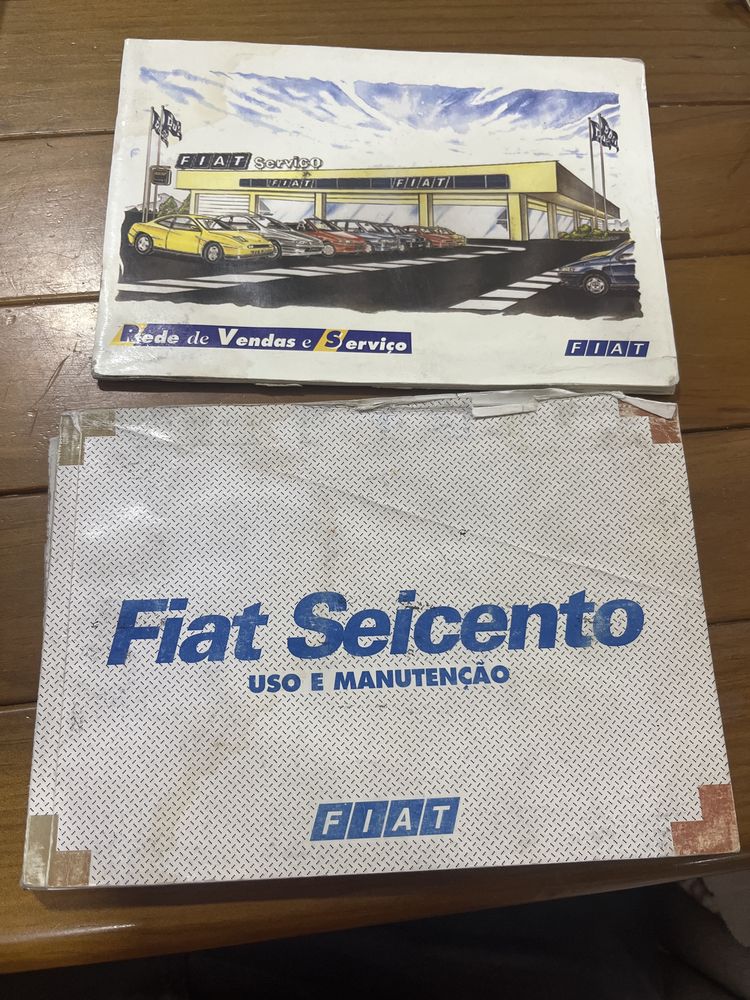 FIAT Serviço
FIAT FIAT
Rede de Vendas e Serviço
FIAT
Fiat Seicento
USO E MANUTENÇÃO
FIAT